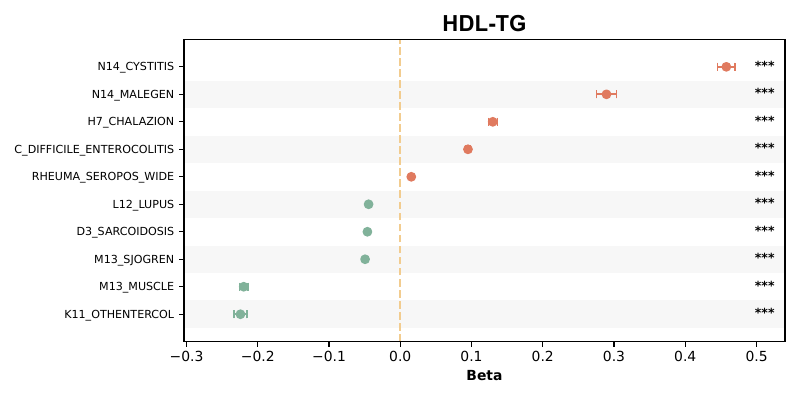 HDL-TG
N14_CYSTITIS ***
N14_MALEGEN ***
H7_CHALAZION ***
C_DIFFICILE_ENTEROCOLITIS ***
RHEUMA_SEROPOS_WIDE ***
L12_LUPUS ***
D3_SARCOIDOSIS ***
M13_SJOGREN ***
M13_MUSCLE ***
K11_OTHENTERCOL ***
−0.3 −0.2 −0.1 0.0 0.1 0.2 0.3 0.4 0.5
Beta